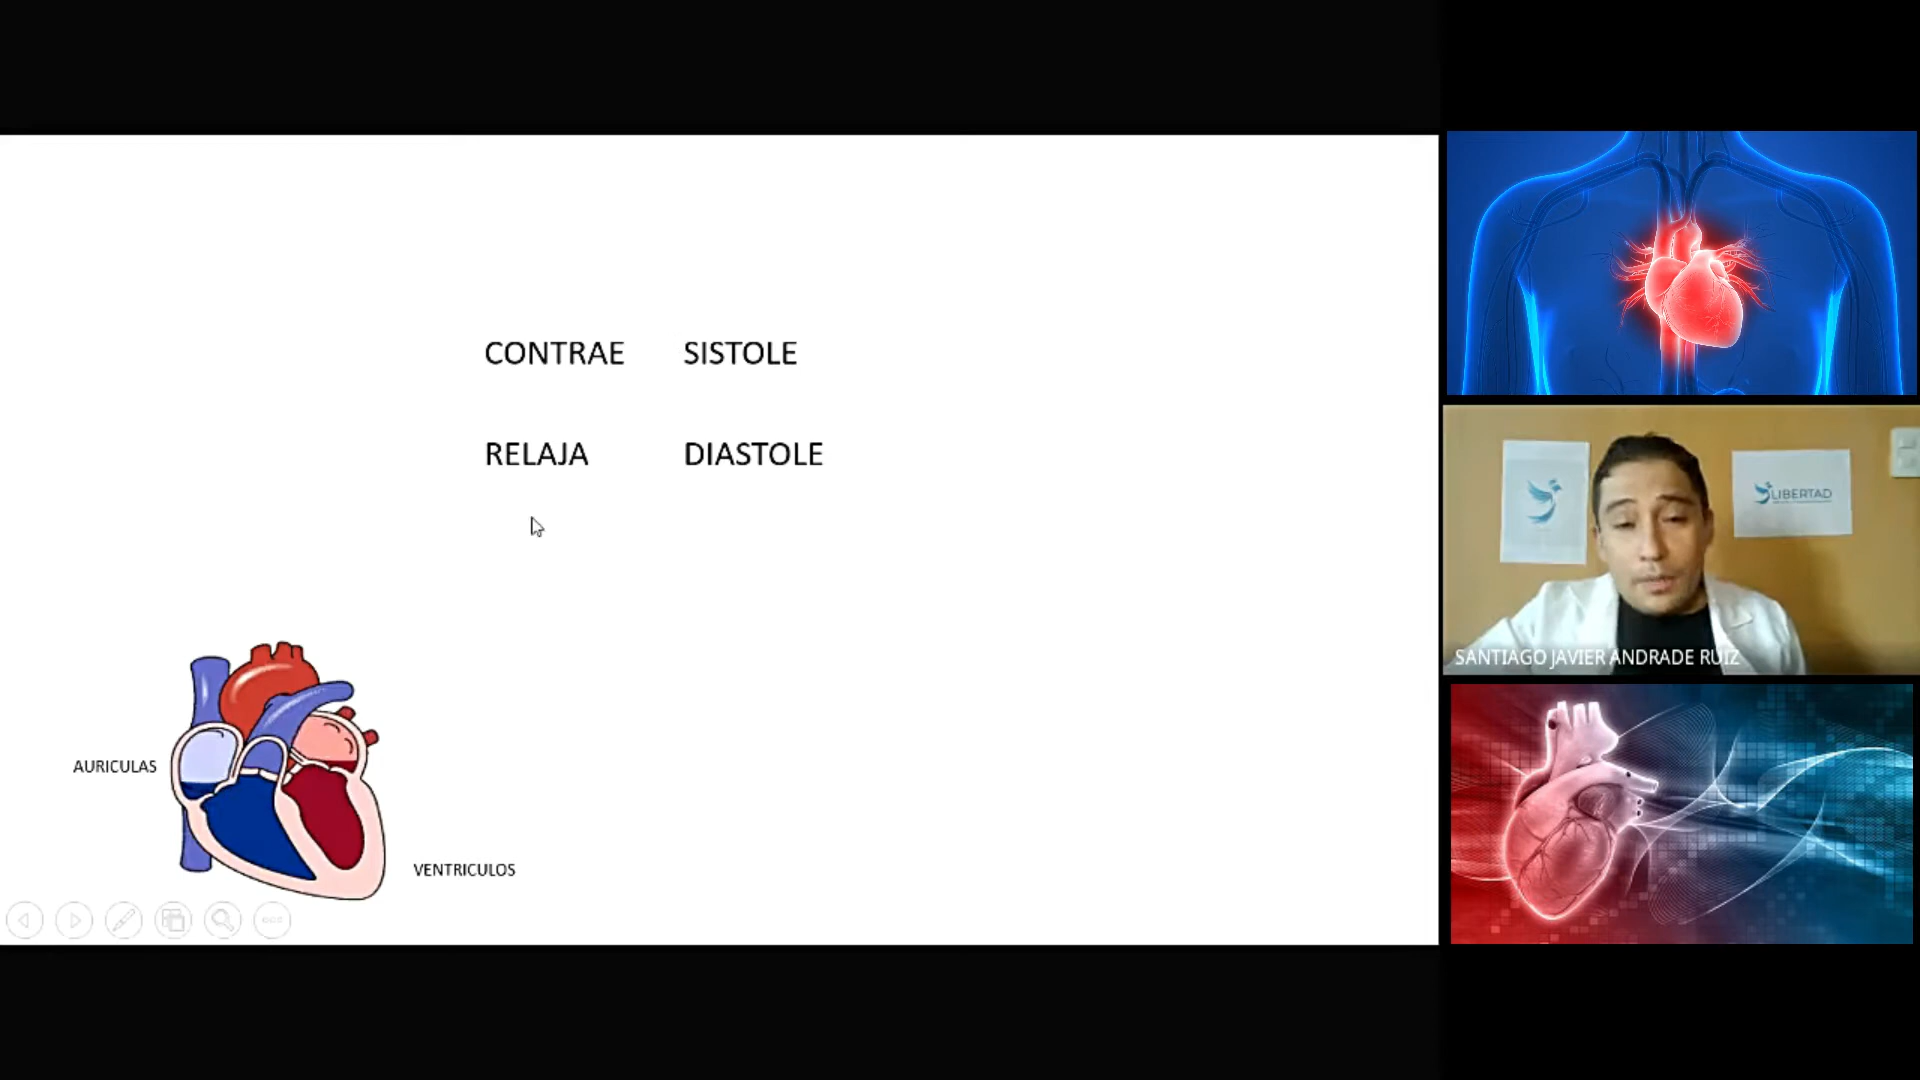 CONTRAE SISTOLE
RELAJA DIASTOLE
AURICULAS
VENTRICULOS
LIBERTAD
SANTIAGO JAVIER ANDRADE RUIZ